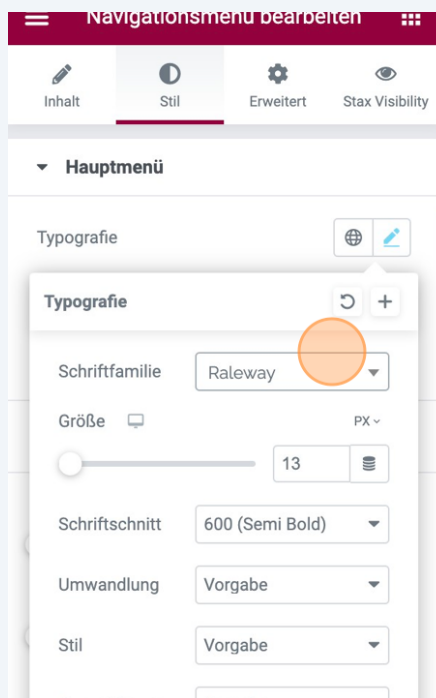 Navigationsmenü bearbeiten
Inhalt
Stil
Erweitert
Stax Visibility
Hauptmenü
Typografie
Typografie
Schriftfamilie
Raleway
Größe
PX
13
Schriftschnitt
600 (Semi Bold)
Umwandlung
Vorgabe
Stil
Vorgabe